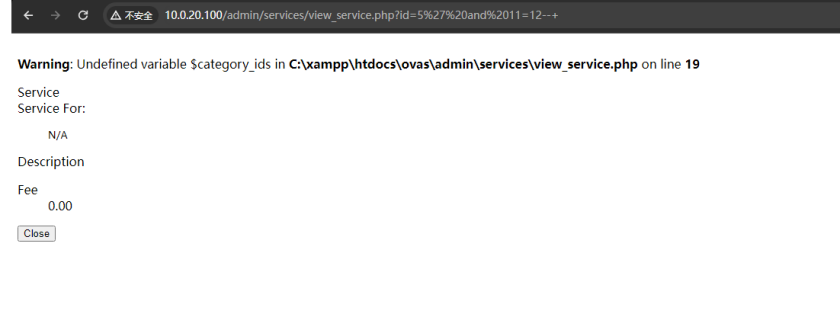 不安全 10.0.20.100/admin/services/view_service.php?id=5%27%20and%2011=12--+
Warning: Undefined variable $category_ids in C:\xampp\htdocs\ovas\admin\services\view_service.php on line 19
Service
Service For:
N/A
Description
Fee
0.00
Close